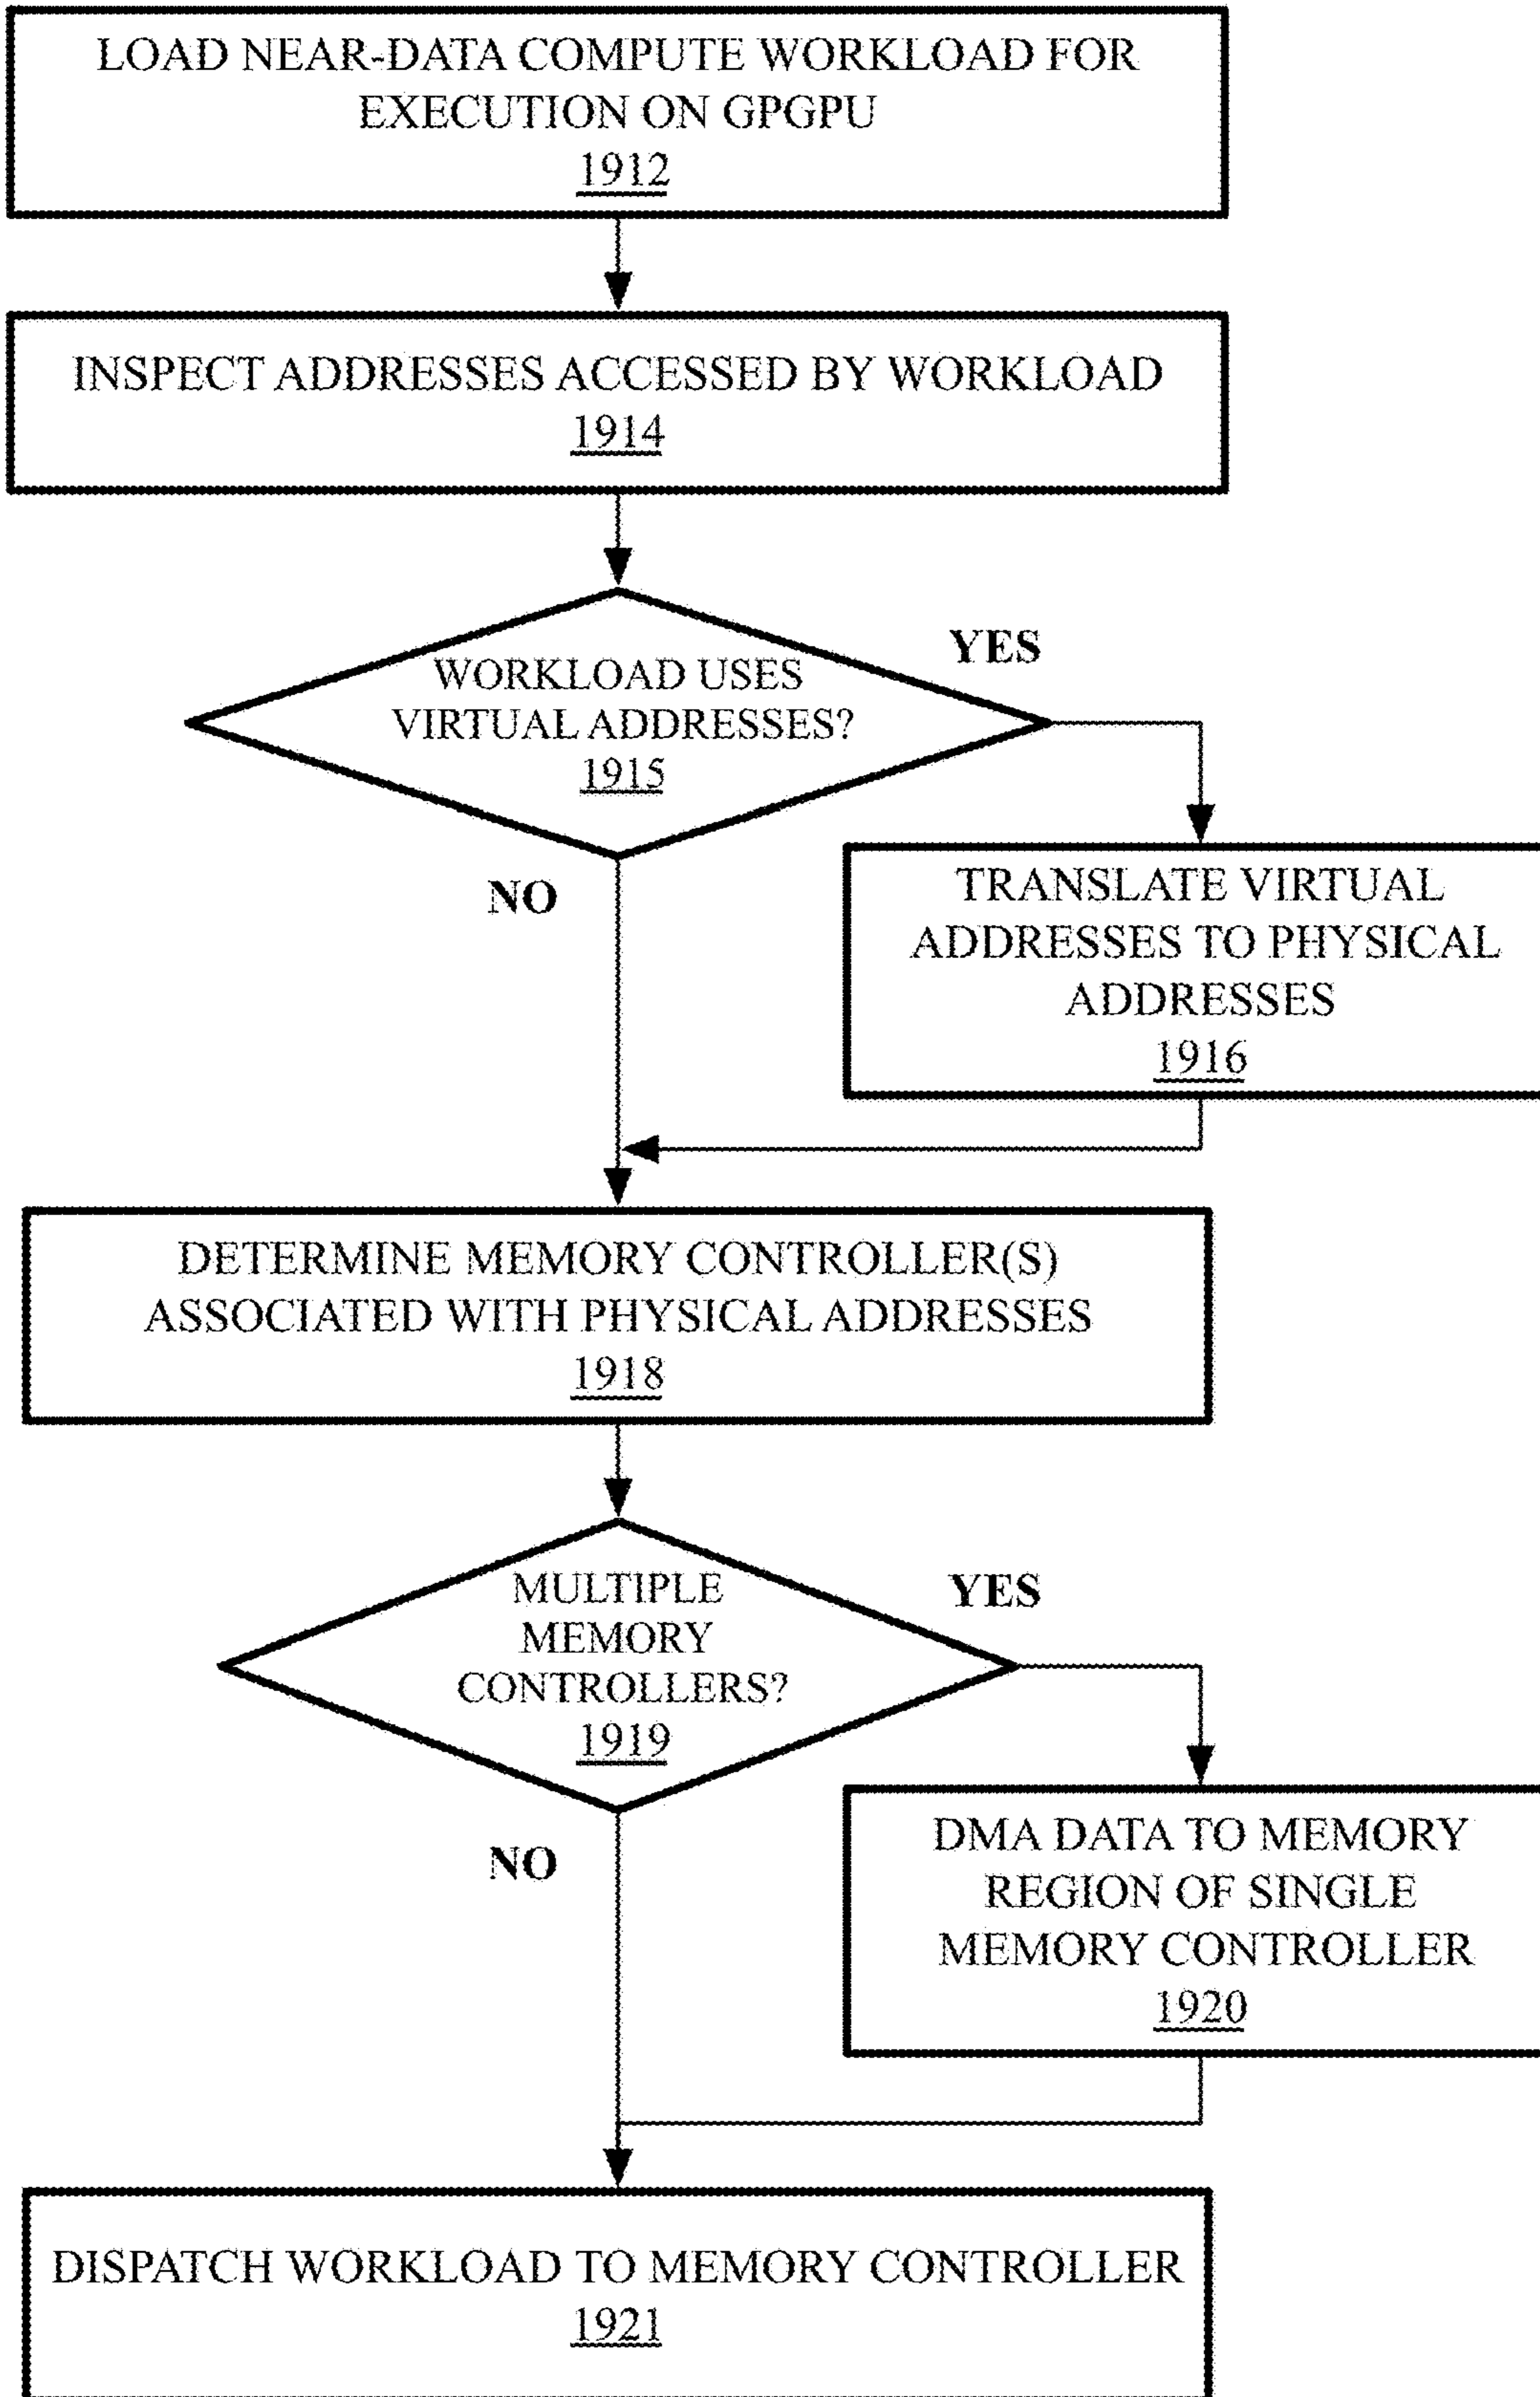 LOAD NEAR-DATA COMPUTE WORKLOAD FOR
EXECUTION ON GPGPU
1912
INSPECT ADDRESSES ACCESSED BY WORKLOAD
1914
WORKLOAD USES
VIRTUAL ADDRESSES?
1915
YES
NO
TRANSLATE VIRTUAL
ADDRESSES TO PHYSICAL
ADDRESSES
1916
DETERMINE MEMORY CONTROLLER(S)
ASSOCIATED WITH PHYSICAL ADDRESSES
1918
MULTIPLE
MEMORY
CONTROLLERS?
1919
YES
NO
DMA DATA TO MEMORY
REGION OF SINGLE
MEMORY CONTROLLER
1920
DISPATCH WORKLOAD TO MEMORY CONTROLLER
1921